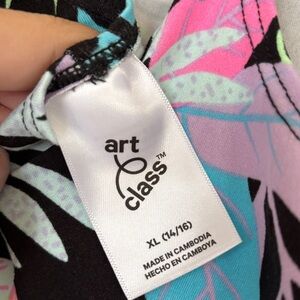 art
class™
XL (14/16)
MADE IN CAMBODIA
HECHO EN CAMBOYA